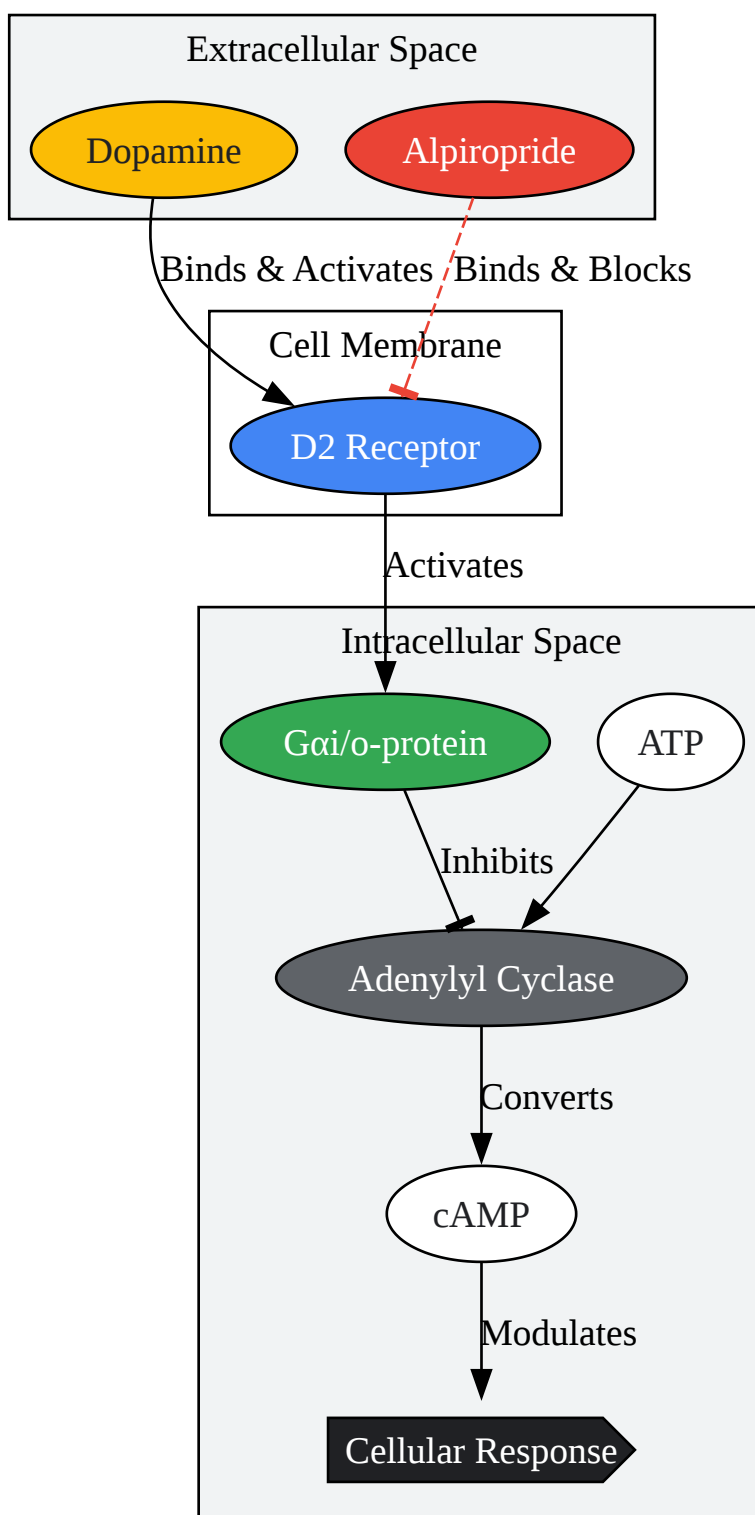 Extracellular Space
Dopamine
Alpiropride
Binds & Activates
Binds & Blocks
Cell Membrane
D2 Receptor
Activates
Intracellular Space
Gαi/o-protein
ATP
Inhibits
Adenylyl Cyclase
Converts
cAMP
Modulates
Cellular Response